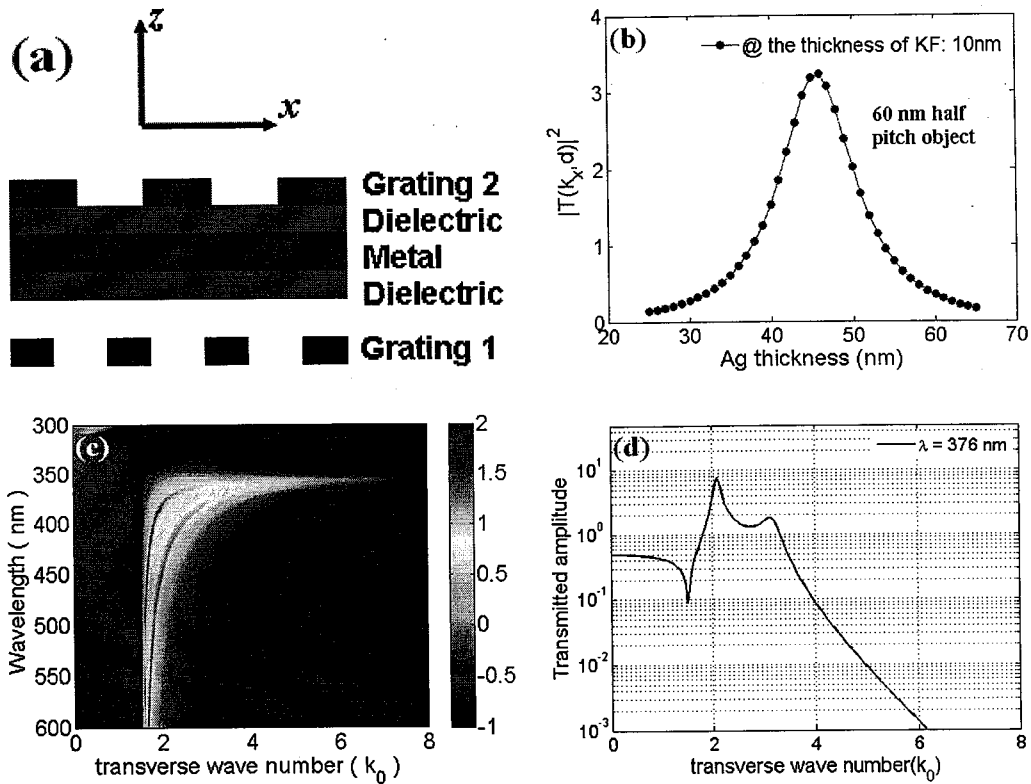 (a)
z
x
Grating 2
Dielectric
Metal
Dielectric
Grating 1
(b)
@ the thickness of KF: 10nm
60 nm half
pitch object
|T(kₓ,d)|²
4
3
2
1
0
20 30 40 50 60 70
Ag thickness (nm)
(c)
Wavelength ( nm )
300
350
400
450
500
550
600
0 2 4 6 8
transverse wave number ( k₀ )
2
1.5
1
0.5
0
-0.5
-1
(d)
λ = 376 nm
Transmitted amplitude
10¹
10⁰
10⁻¹
10⁻²
10⁻³
0 2 4 6 8
transverse wave number(k₀)